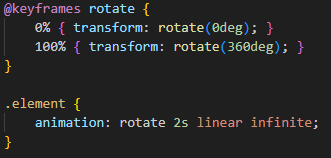 @keyframes rotate {
    0% { transform: rotate(0deg); }
    100% { transform: rotate(360deg); }
}

.element {
    animation: rotate 2s linear infinite;
}